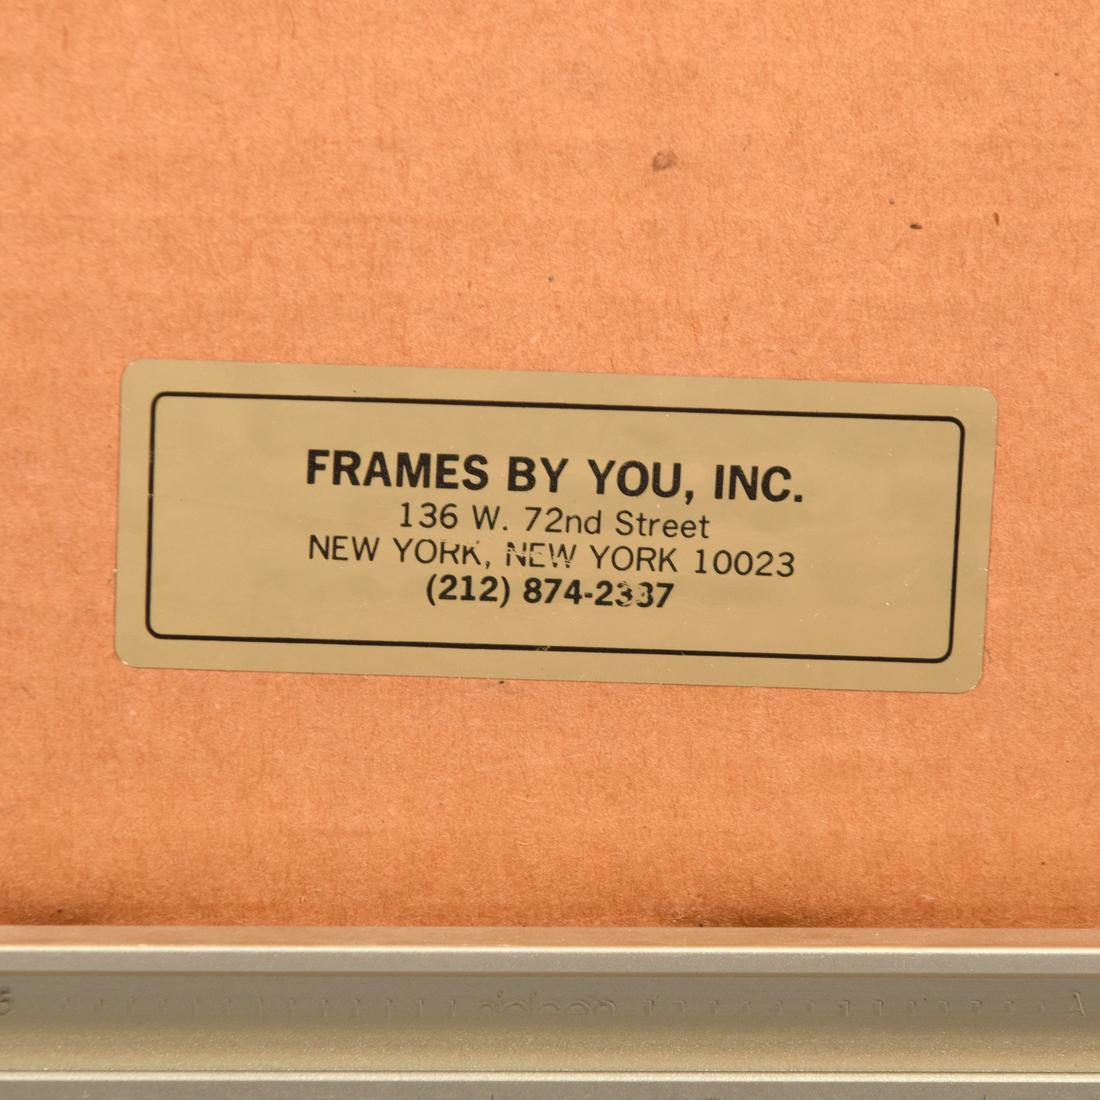 FRAMES BY YOU, INC.
136 W. 72nd Street
NEW YORK, NEW YORK 10023
(212) 874-2337
A